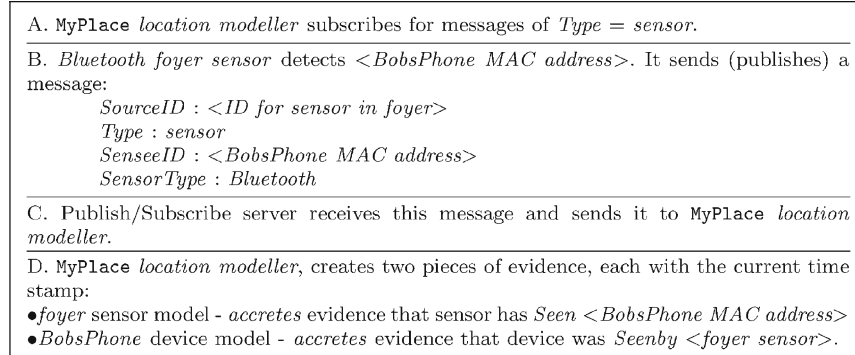 A. MyPlace location modeller subscribes for messages of Type = sensor.
B. Bluetooth foyer sensor detects <BobsPhone MAC address>. It sends (publishes) a
message:
SourceID : <ID for sensor in foyer>
Type : sensor
SenseeID : <BobsPhone MAC address>
SensorType : Bluetooth
C. Publish/Subscribe server receives this message and sends it to MyPlace location
modeller.
D. MyPlace location modeller, creates two pieces of evidence, each with the current time
stamp:
•foyer sensor model - accretes evidence that sensor has Seen <BobsPhone MAC address>
•BobsPhone device model - accretes evidence that device was Seenby <foyer sensor>.